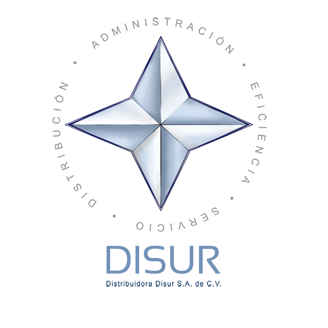 • ADMINISTRACIÓN • EFICIENCIA • SERVICIO • DISTRIBUCIÓN
DISUR
Distribuidora Disur S.A. de C.V.